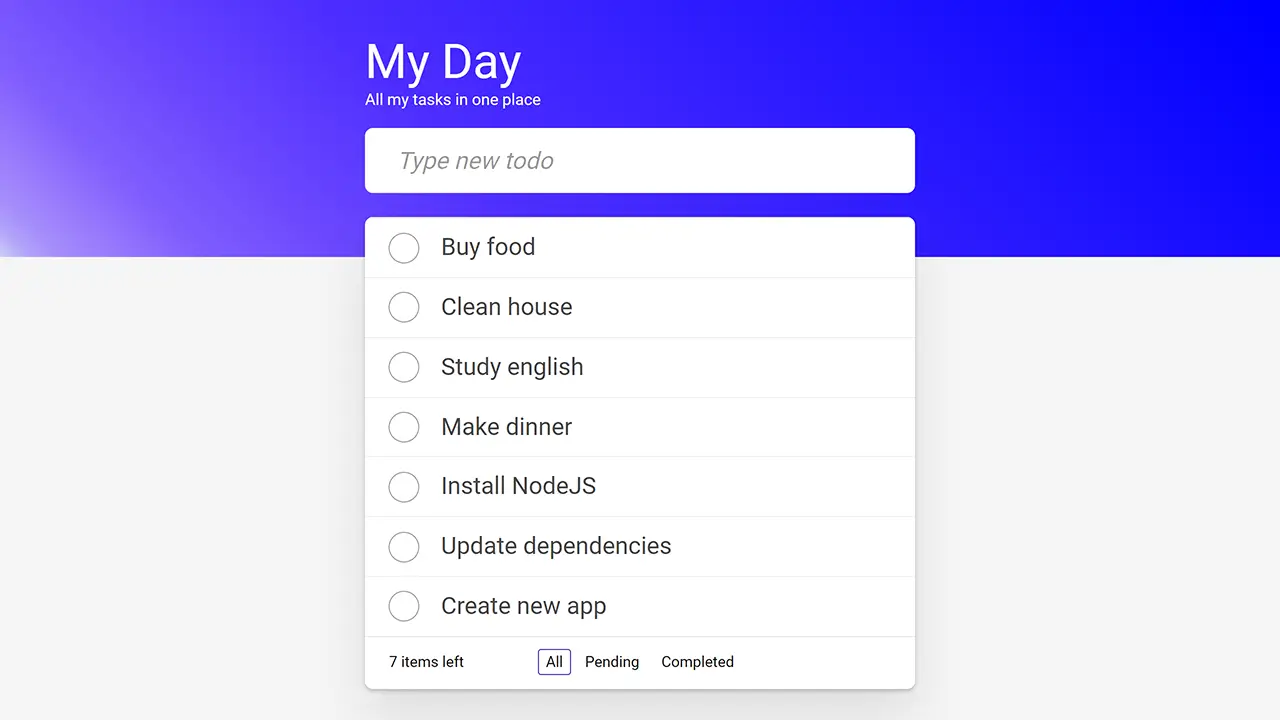 My Day
All my tasks in one place
Type new todo
Buy food
Clean house
Study english
Make dinner
Install NodeJS
Update dependencies
Create new app
7 items left All Pending Completed